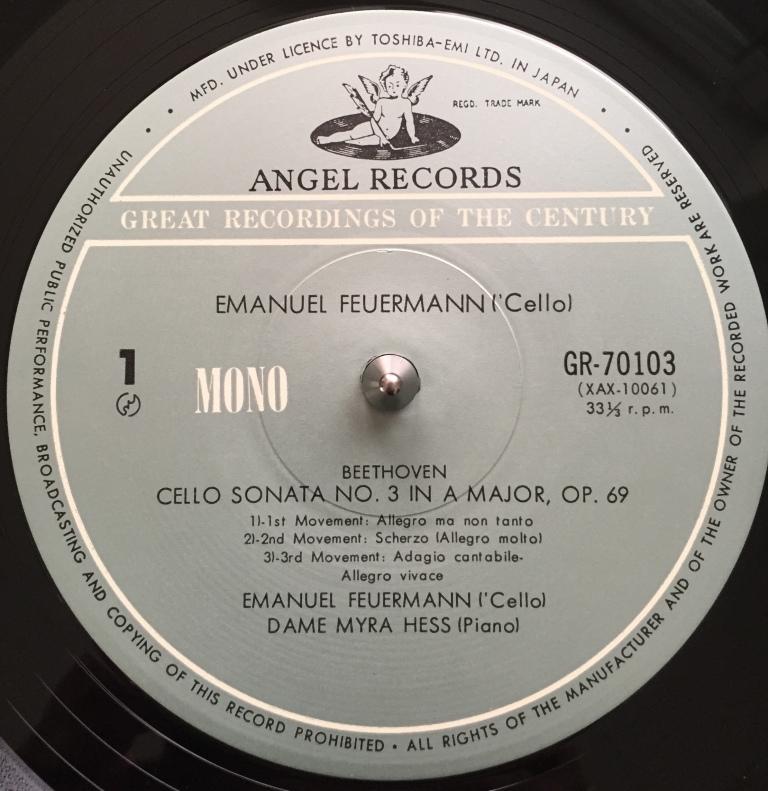 MFD. UNDER LICENCE BY TOSHIBA-EMI LTD. IN JAPAN
REGD. TRADE MARK
ANGEL RECORDS
GREAT RECORDINGS OF THE CENTURY
EMANUEL FEUERMANN ('Cello)
1
MONO
GR-70103
(XAX-10061)
33⅓ r.p.m.
BEETHOVEN
CELLO SONATA NO. 3 IN A MAJOR, OP. 69
1)-1st Movement: Allegro ma non tanto
2)-2nd Movement: Scherzo (Allegro molto)
3)-3rd Movement: Adagio cantabile-
Allegro vivace
EMANUEL FEUERMANN ('Cello)
DAME MYRA HESS (Piano)
UNAUTHORIZED PUBLIC PERFORMANCE, BROADCASTING AND COPYING OF THIS RECORD PROHIBITED • ALL RIGHTS OF THE MANUFACTURER AND OF THE OWNER OF THE RECORDED WORK ARE RESERVED